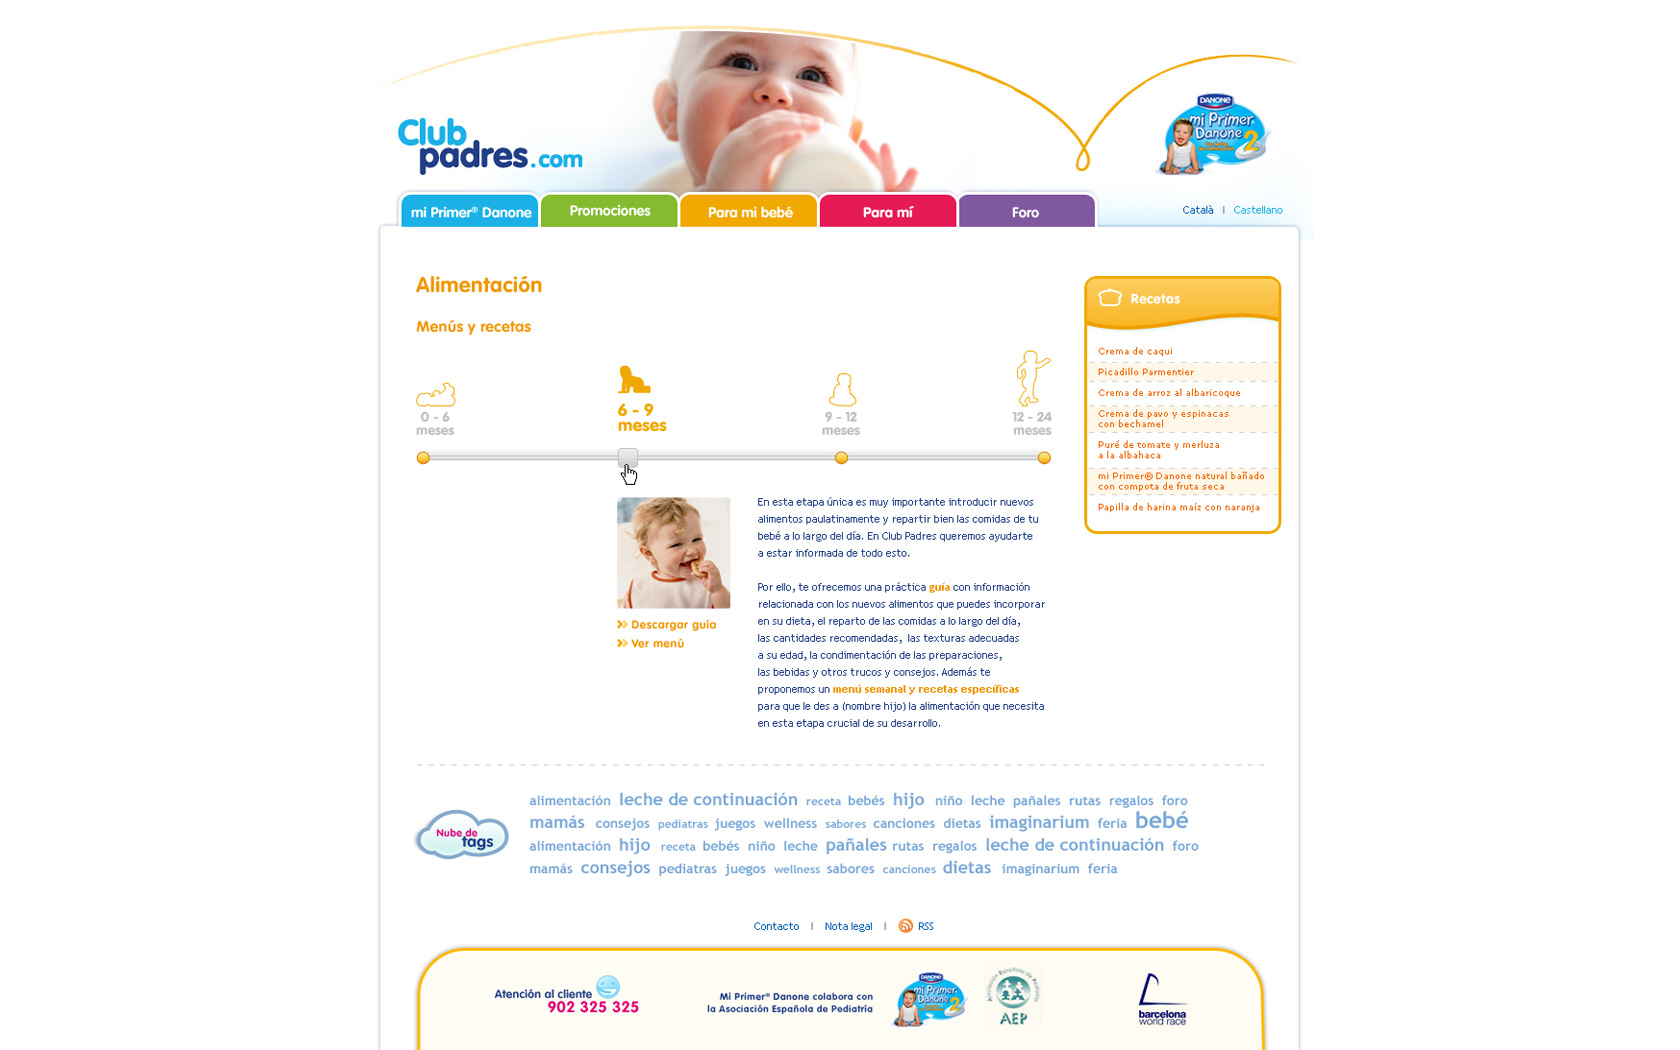 Club
padres.com
DANONE
mi Primer
Danone 2
mi Primer® Danone
Promociones
Para mi bebé
Para mí
Foro
Català | Castellano
Alimentación
Menús y recetas
0 - 6
meses
6 - 9
meses
9 - 12
meses
12 - 24
meses
En esta etapa única es muy importante introducir nuevos
alimentos paulatinamente y repartir bien las comidas de tu
bebé a lo largo del día. En Club Padres queremos ayudarte
a estar informada de todo esto.
Por ello, te ofrecemos una práctica guía con información
relacionada con los nuevos alimentos que puedes incorporar
en su dieta, el reparto de las comidas a lo largo del día,
las cantidades recomendadas, las texturas adecuadas
a su edad, la condimentación de las preparaciones,
las bebidas y otros trucos y consejos. Además te
proponemos un menú semanal y recetas específicas
para que le des a (nombre hijo) la alimentación que necesita
en esta etapa crucial de su desarrollo.
Descargar guía
Ver menú
Recetas
Crema de caqui
Picadillo Parmentier
Crema de arroz al albaricoque
Crema de pavo y espinacas
con bechamel
Puré de tomate y merluza
a la albahaca
mi Primer® Danone natural bañado
con compota de fruta seca
Papilla de harina maíz con naranja
Nube de
tags
alimentación leche de continuación receta bebés hijo niño leche pañales rutas regalos foro
mamás consejos pediatras juegos wellness sabores canciones dietas imaginarium feria bebé
alimentación hijo receta bebés niño leche pañales rutas regalos leche de continuación foro
mamás consejos pediatras juegos wellness sabores canciones dietas imaginarium feria
Contacto | Nota legal | RSS
Atención al cliente
902 325 325
Mi Primer® Danone colabora con
la Asociación Española de Pediatría
DANONE
mi Primer
Danone 2
Asociación Española de Pediatría
AEP
barcelona
world race